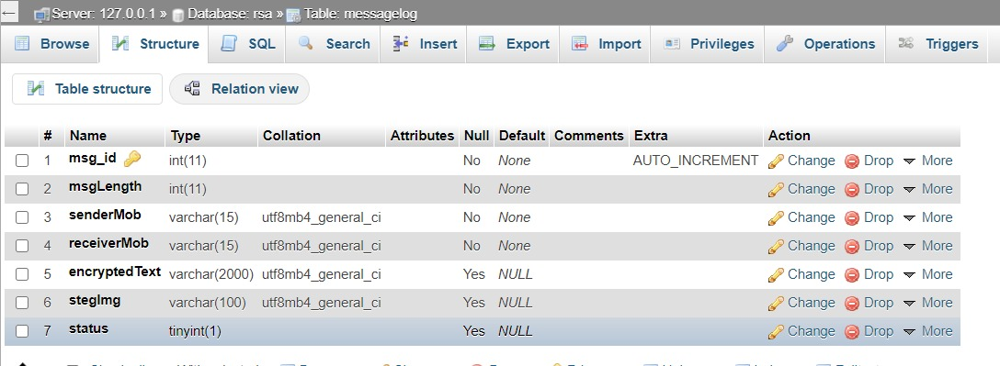 Server: 127.0.0.1 » Database: rsa » Table: messagelog
Browse Structure SQL Search Insert Export Import Privileges Operations Triggers
Table structure Relation view
# Name Type Collation Attributes Null Default Comments Extra Action
1 msg_id int(11) No None AUTO_INCREMENT Change Drop More
2 msgLength int(11) No None Change Drop More
3 senderMob varchar(15) utf8mb4_general_ci No None Change Drop More
4 receiverMob varchar(15) utf8mb4_general_ci No None Change Drop More
5 encryptedText varchar(2000) utf8mb4_general_ci Yes NULL Change Drop More
6 stegImg varchar(100) utf8mb4_general_ci Yes NULL Change Drop More
7 status tinyint(1) Yes NULL Change Drop More